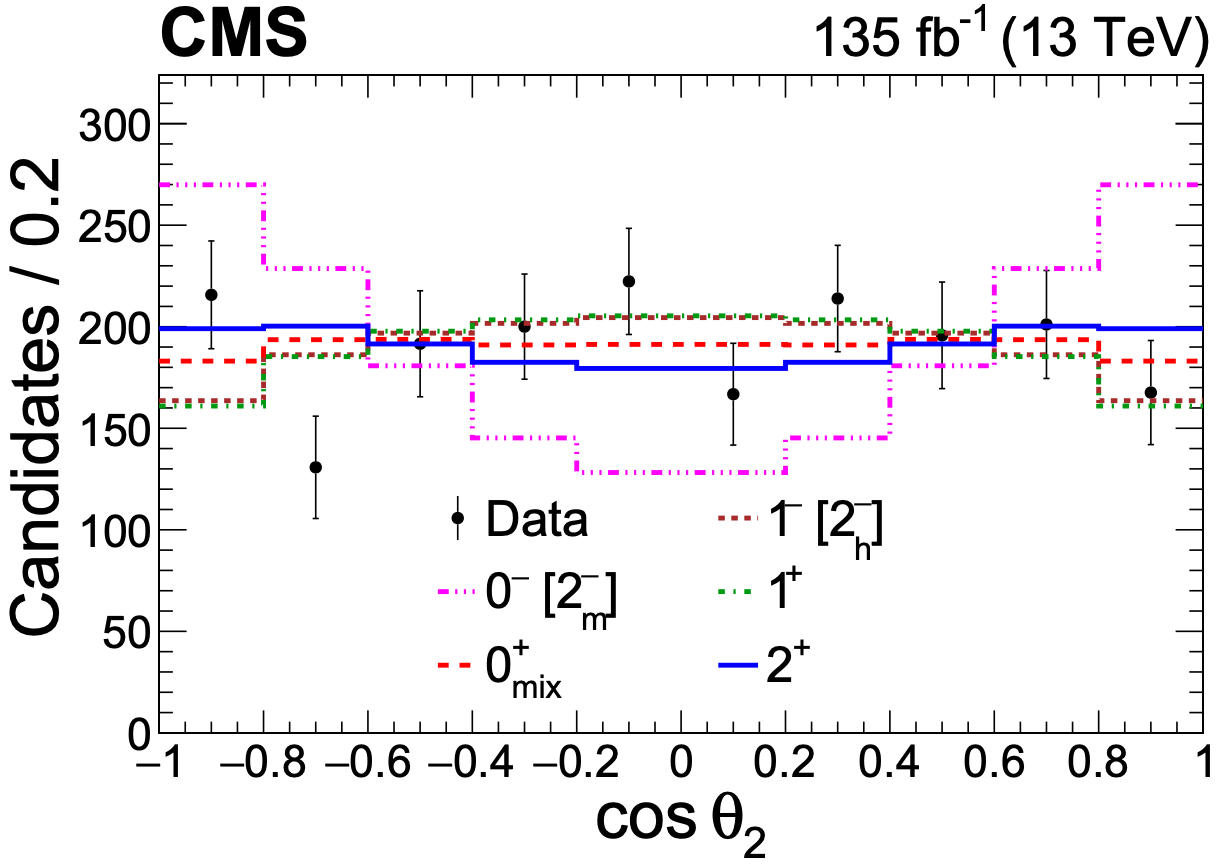 CMS 135 fb⁻¹ (13 TeV)
Candidates / 0.2
300
250
200
150
100
50
0
Data 1⁻ [2⁻ₕ]
0⁻ [2⁻ₘ] 1⁺
0⁺mix 2⁺
−1 −0.8 −0.6 −0.4 −0.2 0 0.2 0.4 0.6 0.8 1
cos θ₂